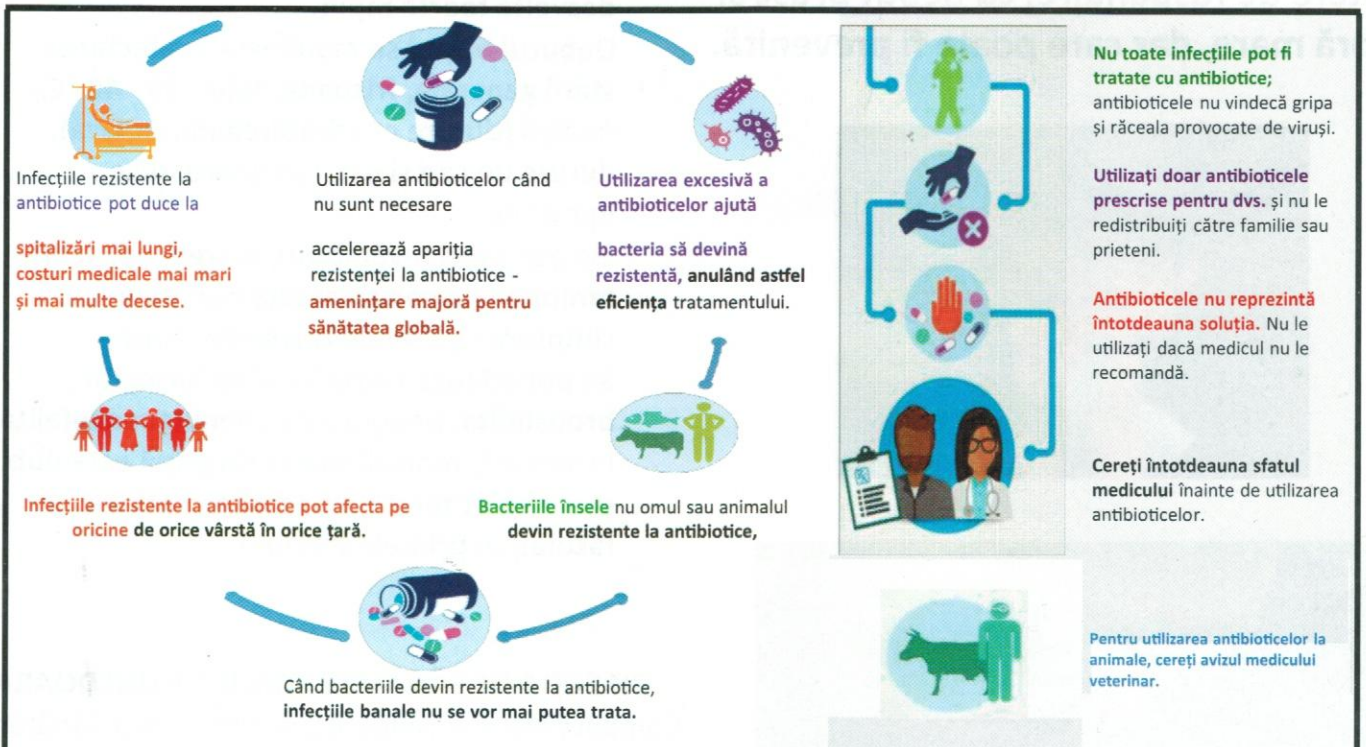 ră mare, dar care poate fi prevenită.
Infecțiile rezistente la
antibiotice pot duce la
spitalizări mai lungi,
costuri medicale mai mari
și mai multe decese.
Utilizarea antibioticelor când
nu sunt necesare
accelerează apariția
rezistenței la antibiotice -
amenințare majoră pentru
sănătatea globală.
Utilizarea excesivă a
antibioticelor ajută
bacteria să devină
rezistentă, anulând astfel
eficiența tratamentului.
Infecțiile rezistente la antibiotice pot afecta pe
oricine de orice vârstă în orice țară.
Bacteriile însele nu omul sau animalul
devin rezistente la antibiotice,
Când bacteriile devin rezistente la antibiotice,
infecțiile banale nu se vor mai putea trata.
Nu toate infecțiile pot fi
tratate cu antibiotice;
antibioticele nu vindecă gripa
și răceala provocate de viruși.
Utilizați doar antibioticele
prescrise pentru dvs. și nu le
redistribuiți către familie sau
prieteni.
Antibioticele nu reprezintă
întotdeauna soluția. Nu le
utilizați dacă medicul nu le
recomandă.
Cereți întotdeauna sfatul
medicului înainte de utilizarea
antibioticelor.
Pentru utilizarea antibioticelor la
animale, cereți avizul medicului
veterinar.